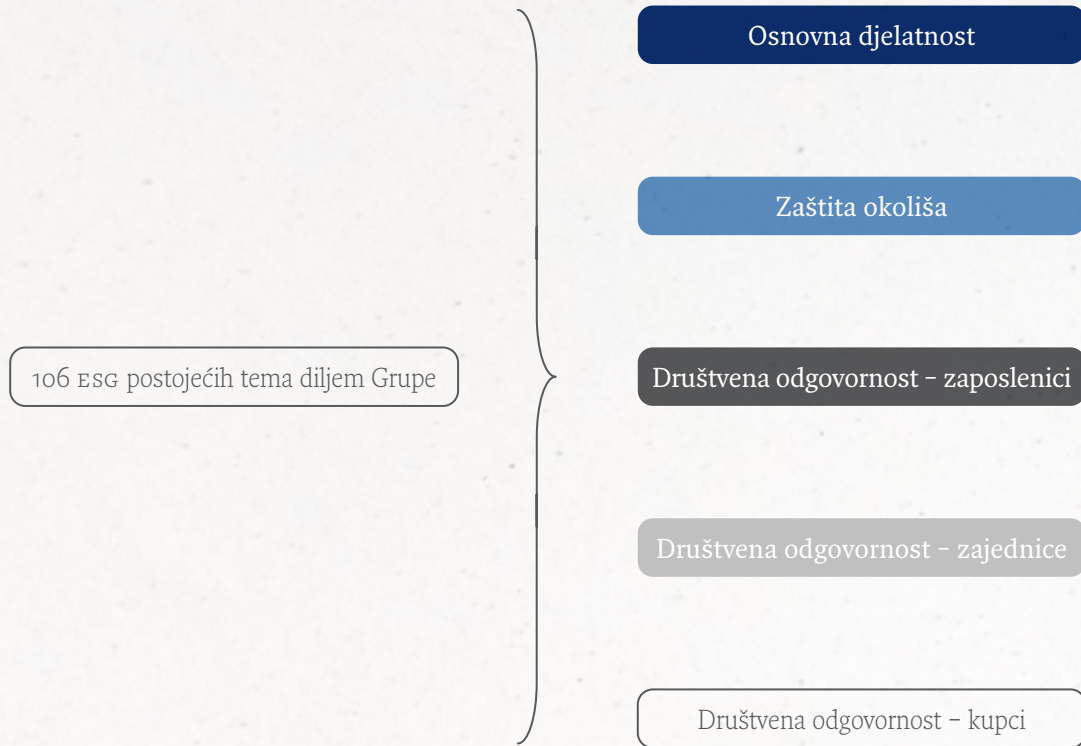 Osnovna djelatnost
Zaštita okoliša
106 ESG postojećih tema diljem Grupe
Društvena odgovornost – zaposlenici
Društvena odgovornost – zajednice
Društvena odgovornost – kupci